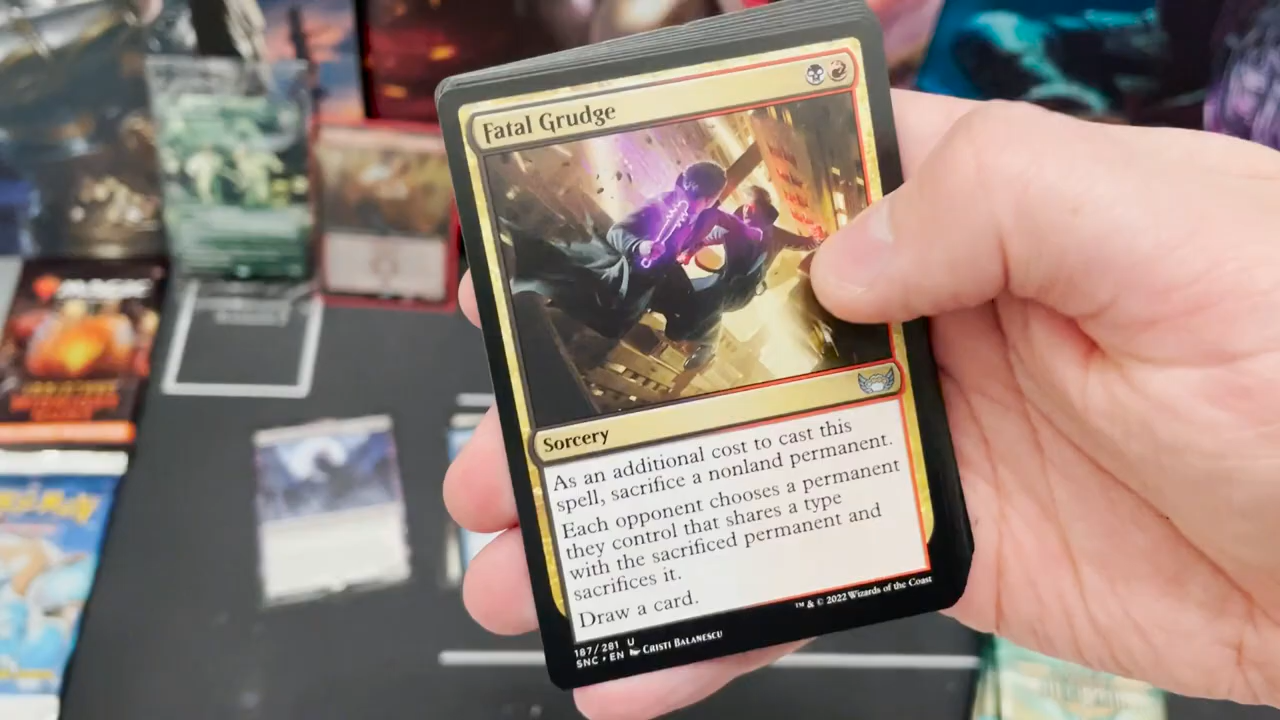 Fatal Grudge
Sorcery
As an additional cost to cast this
spell, sacrifice a nonland permanent.
Each opponent chooses a permanent
they control that shares a type
with the sacrificed permanent and
sacrifices it.
Draw a card.
187/281 U
SNC • EN CRISTI BALANESCU
™ & © 2022 Wizards of the Coast
MAGIC